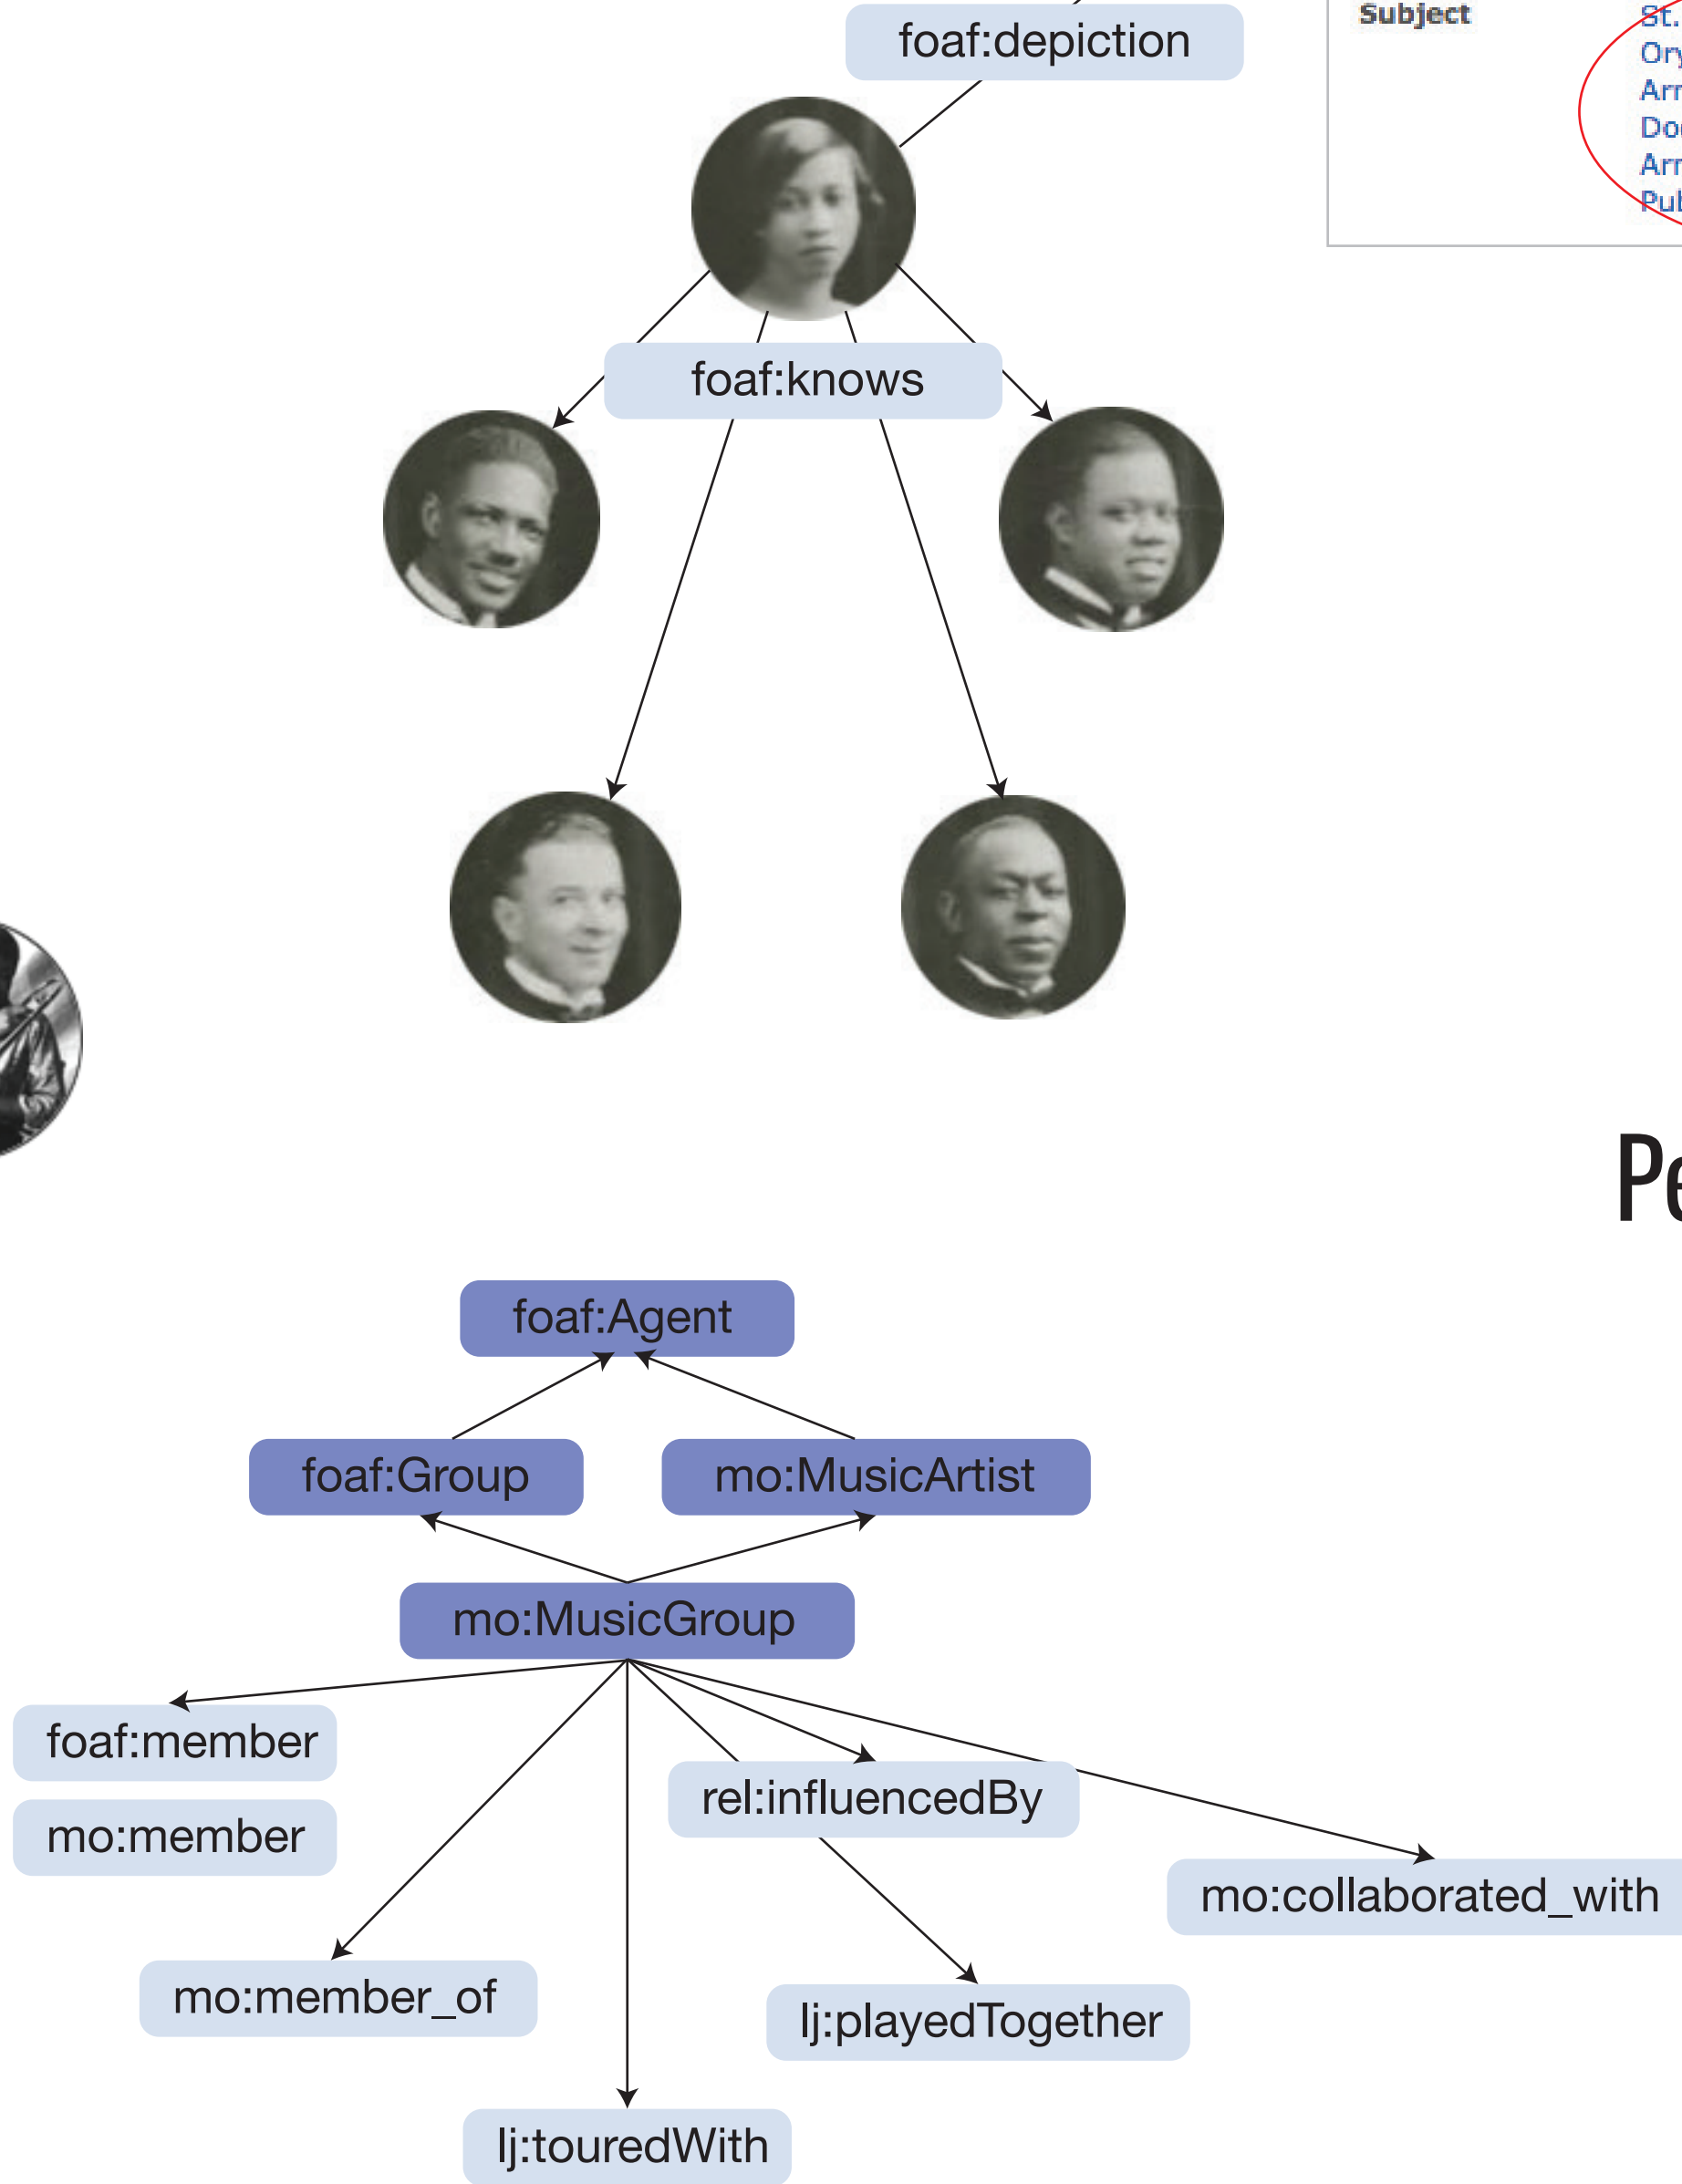 foaf:depiction
Subject
St.
foaf:knows
foaf:Agent
foaf:Group
mo:MusicArtist
mo:MusicGroup
foaf:member
rel:influencedBy
mo:member
mo:collaborated_with
mo:member_of
lj:playedTogether
lj:touredWith